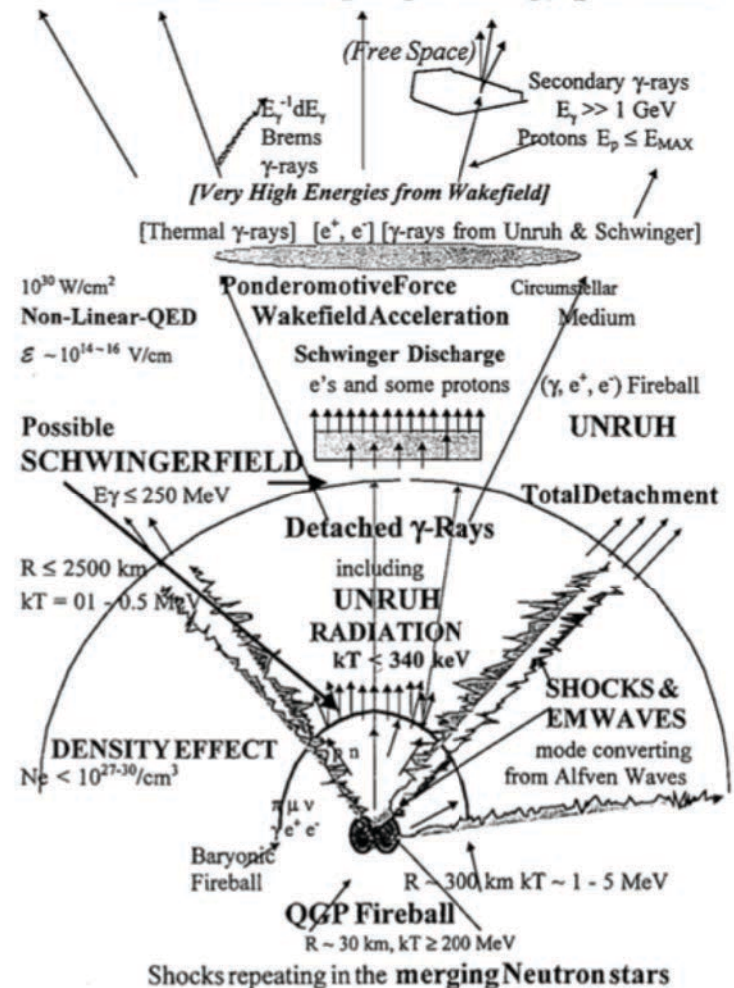 (Free Space)
Secondary γ-rays
Eγ >> 1 GeV
Protons Ep ≤ EMAX
Eγ⁻¹dEγ
Brems
γ-rays
[Very High Energies from Wakefield]
[Thermal γ-rays] [e⁺, e⁻] [γ-rays from Unruh & Schwinger]
10³⁰ W/cm²
Non-Linear-QED
ℰ ~10¹⁴⁻¹⁶ V/cm
PonderomotiveForce
WakefieldAcceleration
Circumstellar
Medium
Schwinger Discharge
e's and some protons
(γ, e⁺, e⁻) Fireball
UNRUH
Possible
SCHWINGERFIELD
Eγ ≤ 250 MeV
TotalDetachment
Detached γ-Rays
including
UNRUH
RADIATION
kT < 340 keV
R ≤ 2500 km
kT = 01 - 0.5 MeV
SHOCKS &
EMWAVES
mode converting
from Alfven Waves
DENSITYEFFECT
Ne < 10²⁷⁻³⁰/cm³
p n
π μ ν
γ e⁺ e⁻
Baryonic
Fireball
R ~ 300 km kT ~ 1 - 5 MeV
QGP Fireball
R ~ 30 km, kT ≥ 200 MeV
Shocks repeating in the merging Neutron stars